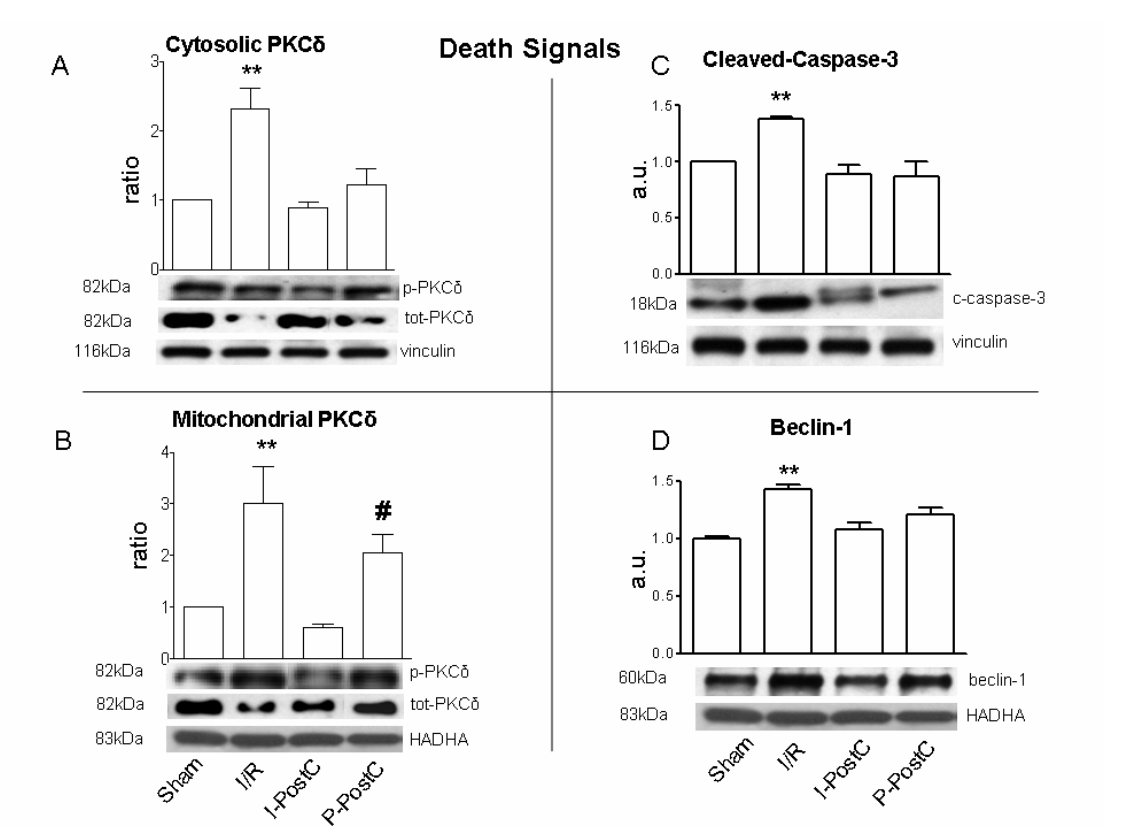 Death Signals
A
Cytosolic PKCδ
**
3
2
1
0
ratio
82kDa
p-PKCδ
82kDa
tot-PKCδ
116kDa
vinculin
B
Mitochondrial PKCδ
**
#
4
3
2
1
0
ratio
82kDa
p-PKCδ
82kDa
tot-PKCδ
83kDa
HADHA
Sham
I/R
I-PostC
P-PostC
C
Cleaved-Caspase-3
**
1.5
1.0
0.5
0.0
a.u.
18kDa
c-caspase-3
116kDa
vinculin
D
Beclin-1
**
1.5
1.0
0.5
0.0
a.u.
60kDa
beclin-1
83kDa
HADHA
Sham
I/R
I-PostC
P-PostC